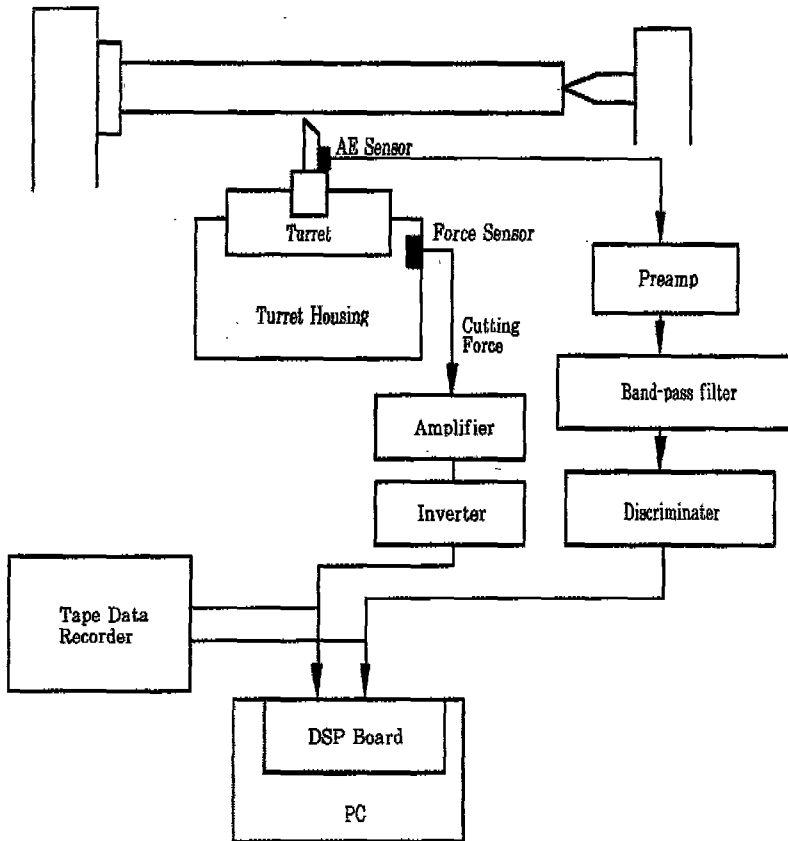 AE Sensor
Turret
Force Sensor
Preamp
Turret Housing
Cutting
Force
Band-pass filter
Amplifier
Inverter
Discriminater
Tape Data
Recorder
DSP Board
PC